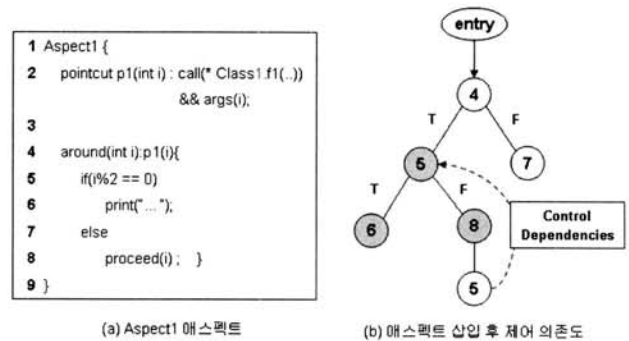 1 Aspect1 {
2 pointcut p1(int i) : call(* Class1.f1(..))
&& args(i);
3
4 around(int i):p1(i){
5 if(i%2 == 0)
6 print("... ");
7 else
8 proceed(i) ; }
9 }
(a) Aspect1 애스펙트
entry
4
T
F
5
7
T
F
6
8
Control
Dependencies
5
(b) 애스펙트 삽입 후 제어 의존도